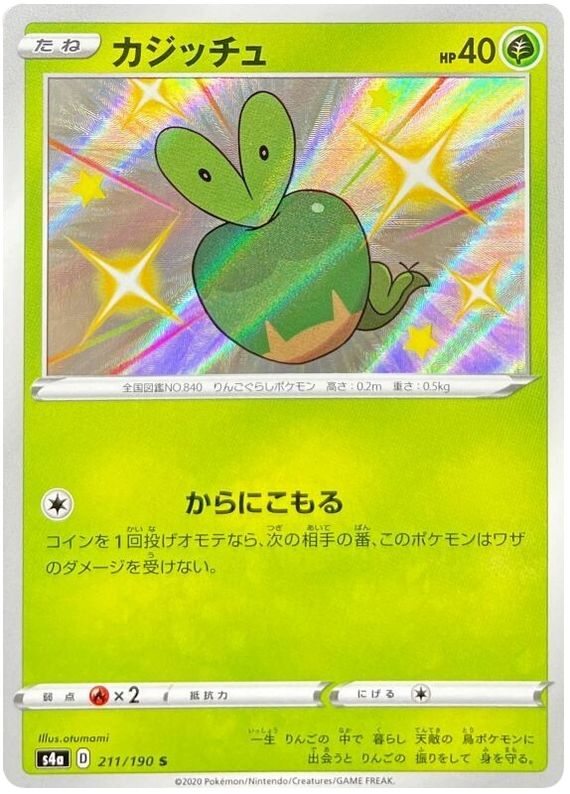 たね カジッチュ HP40
全国図鑑NO.840 りんごぐらしポケモン 高さ:0.2m 重さ:0.5kg
からにこもる
コインを1回投げオモテなら、次の相手の番、このポケモンはワザ
のダメージを受けない。
弱点 ×2 抵抗力 にげる
Illus.otumami
一生 りんごの 中で 暮らし 天敵の 鳥ポケモンに
出会うと りんごの 振りをして 身を守る。
s4a D 211/190 S
©2020 Pokémon/Nintendo/Creatures/GAME FREAK.